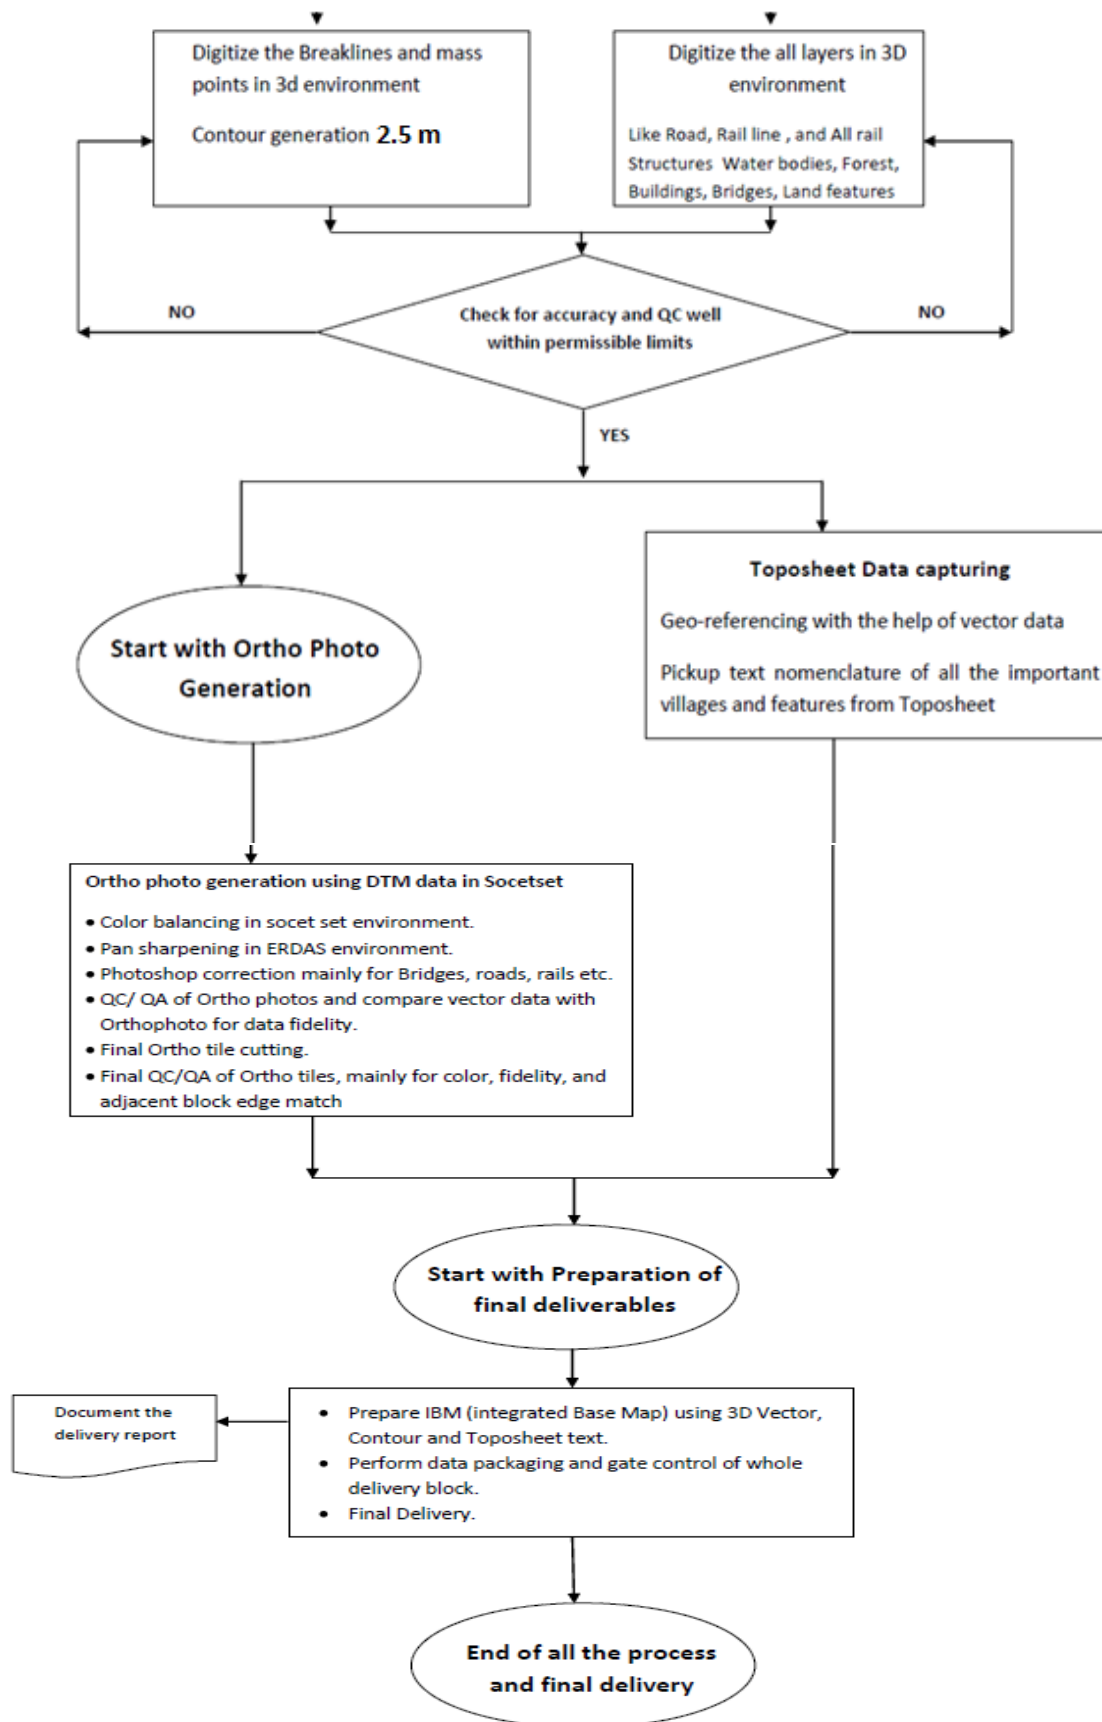 Digitize the Breaklines and mass
points in 3d environment
Contour generation 2.5 m
Digitize the all layers in 3D
environment
Like Road, Rail line , and All rail
Structures Water bodies, Forest,
Buildings, Bridges, Land features
NO
Check for accuracy and QC well
within permissible limits
NO
YES
Start with Ortho Photo
Generation
Toposheet Data capturing
Geo-referencing with the help of vector data
Pickup text nomenclature of all the important
villages and features from Toposheet
Ortho photo generation using DTM data in Socetset
• Color balancing in socet set environment.
• Pan sharpening in ERDAS environment.
• Photoshop correction mainly for Bridges, roads, rails etc.
• QC/ QA of Ortho photos and compare vector data with
Orthophoto for data fidelity.
• Final Ortho tile cutting.
• Final QC/QA of Ortho tiles, mainly for color, fidelity, and
adjacent block edge match
Start with Preparation of
final deliverables
Document the
delivery report
• Prepare IBM (integrated Base Map) using 3D Vector,
Contour and Toposheet text.
• Perform data packaging and gate control of whole
delivery block.
• Final Delivery.
End of all the process
and final delivery